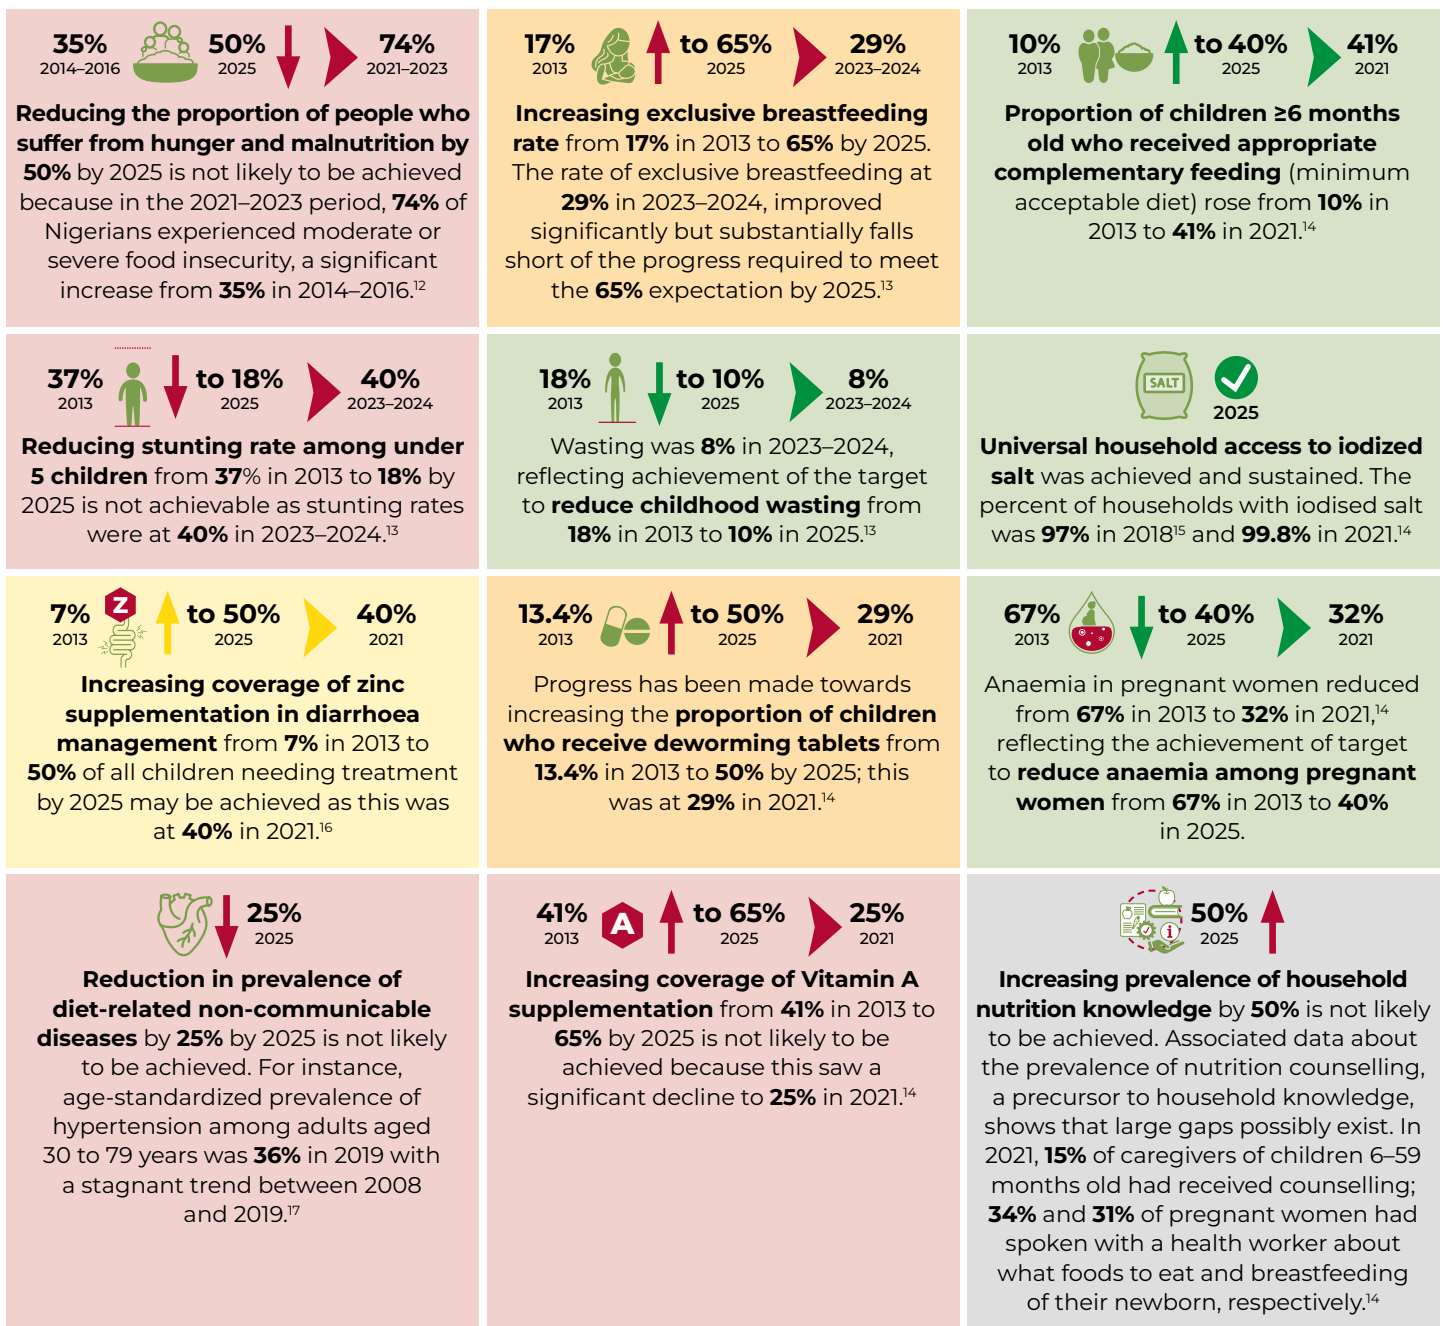 35%
2014–2016
50%
2025
74%
2021–2023
Reducing the proportion of people who
suffer from hunger and malnutrition by
50% by 2025 is not likely to be achieved
because in the 2021–2023 period, 74% of
Nigerians experienced moderate or
severe food insecurity, a significant
increase from 35% in 2014–2016.12
17%
2013
to 65%
2025
29%
2023–2024
Increasing exclusive breastfeeding
rate from 17% in 2013 to 65% by 2025.
The rate of exclusive breastfeeding at
29% in 2023–2024, improved
significantly but substantially falls
short of the progress required to meet
the 65% expectation by 2025.13
10%
2013
to 40%
2025
41%
2021
Proportion of children ≥6 months
old who received appropriate
complementary feeding (minimum
acceptable diet) rose from 10% in
2013 to 41% in 2021.14
37%
2013
to 18%
2025
40%
2023–2024
Reducing stunting rate among under
5 children from 37% in 2013 to 18% by
2025 is not achievable as stunting rates
were at 40% in 2023–2024.13
18%
2013
to 10%
2025
8%
2023–2024
Wasting was 8% in 2023–2024,
reflecting achievement of the target
to reduce childhood wasting from
18% in 2013 to 10% in 2025.13
SALT
2025
Universal household access to iodized
salt was achieved and sustained. The
percent of households with iodised salt
was 97% in 201815 and 99.8% in 2021.14
7%
2013
Z
to 50%
2025
40%
2021
Increasing coverage of zinc
supplementation in diarrhoea
management from 7% in 2013 to
50% of all children needing treatment
by 2025 may be achieved as this was
at 40% in 2021.16
13.4%
2013
to 50%
2025
29%
2021
Progress has been made towards
increasing the proportion of children
who receive deworming tablets from
13.4% in 2013 to 50% by 2025; this
was at 29% in 2021.14
67%
2013
to 40%
2025
32%
2021
Anaemia in pregnant women reduced
from 67% in 2013 to 32% in 2021,14
reflecting the achievement of target
to reduce anaemia among pregnant
women from 67% in 2013 to 40%
in 2025.
25%
2025
Reduction in prevalence of
diet-related non-communicable
diseases by 25% by 2025 is not likely
to be achieved. For instance,
age-standardized prevalence of
hypertension among adults aged
30 to 79 years was 36% in 2019 with
a stagnant trend between 2008
and 2019.17
41%
2013
A
to 65%
2025
25%
2021
Increasing coverage of Vitamin A
supplementation from 41% in 2013 to
65% by 2025 is not likely to be
achieved because this saw a
significant decline to 25% in 2021.14
i
50%
2025
Increasing prevalence of household
nutrition knowledge by 50% is not likely
to be achieved. Associated data about
the prevalence of nutrition counselling,
a precursor to household knowledge,
shows that large gaps possibly exist. In
2021, 15% of caregivers of children 6–59
months old had received counselling;
34% and 31% of pregnant women had
spoken with a health worker about
what foods to eat and breastfeeding
of their newborn, respectively.14